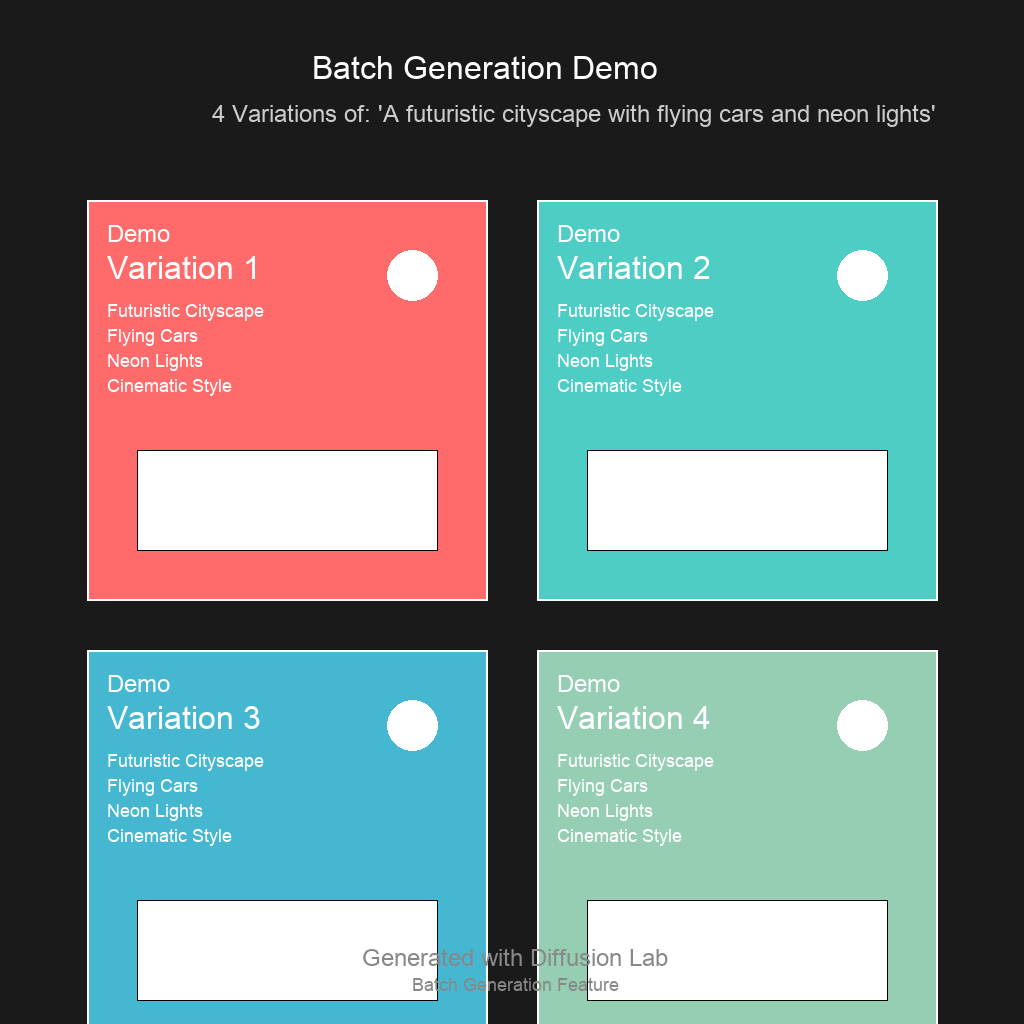 Batch Generation Demo
4 Variations of: 'A futuristic cityscape with flying cars and neon lights'
Demo
Variation 1
Futuristic Cityscape
Flying Cars
Neon Lights
Cinematic Style
Demo
Variation 2
Futuristic Cityscape
Flying Cars
Neon Lights
Cinematic Style
Demo
Variation 3
Futuristic Cityscape
Flying Cars
Neon Lights
Cinematic Style
Demo
Variation 4
Futuristic Cityscape
Flying Cars
Neon Lights
Cinematic Style
Generated with Diffusion Lab
Batch Generation Feature